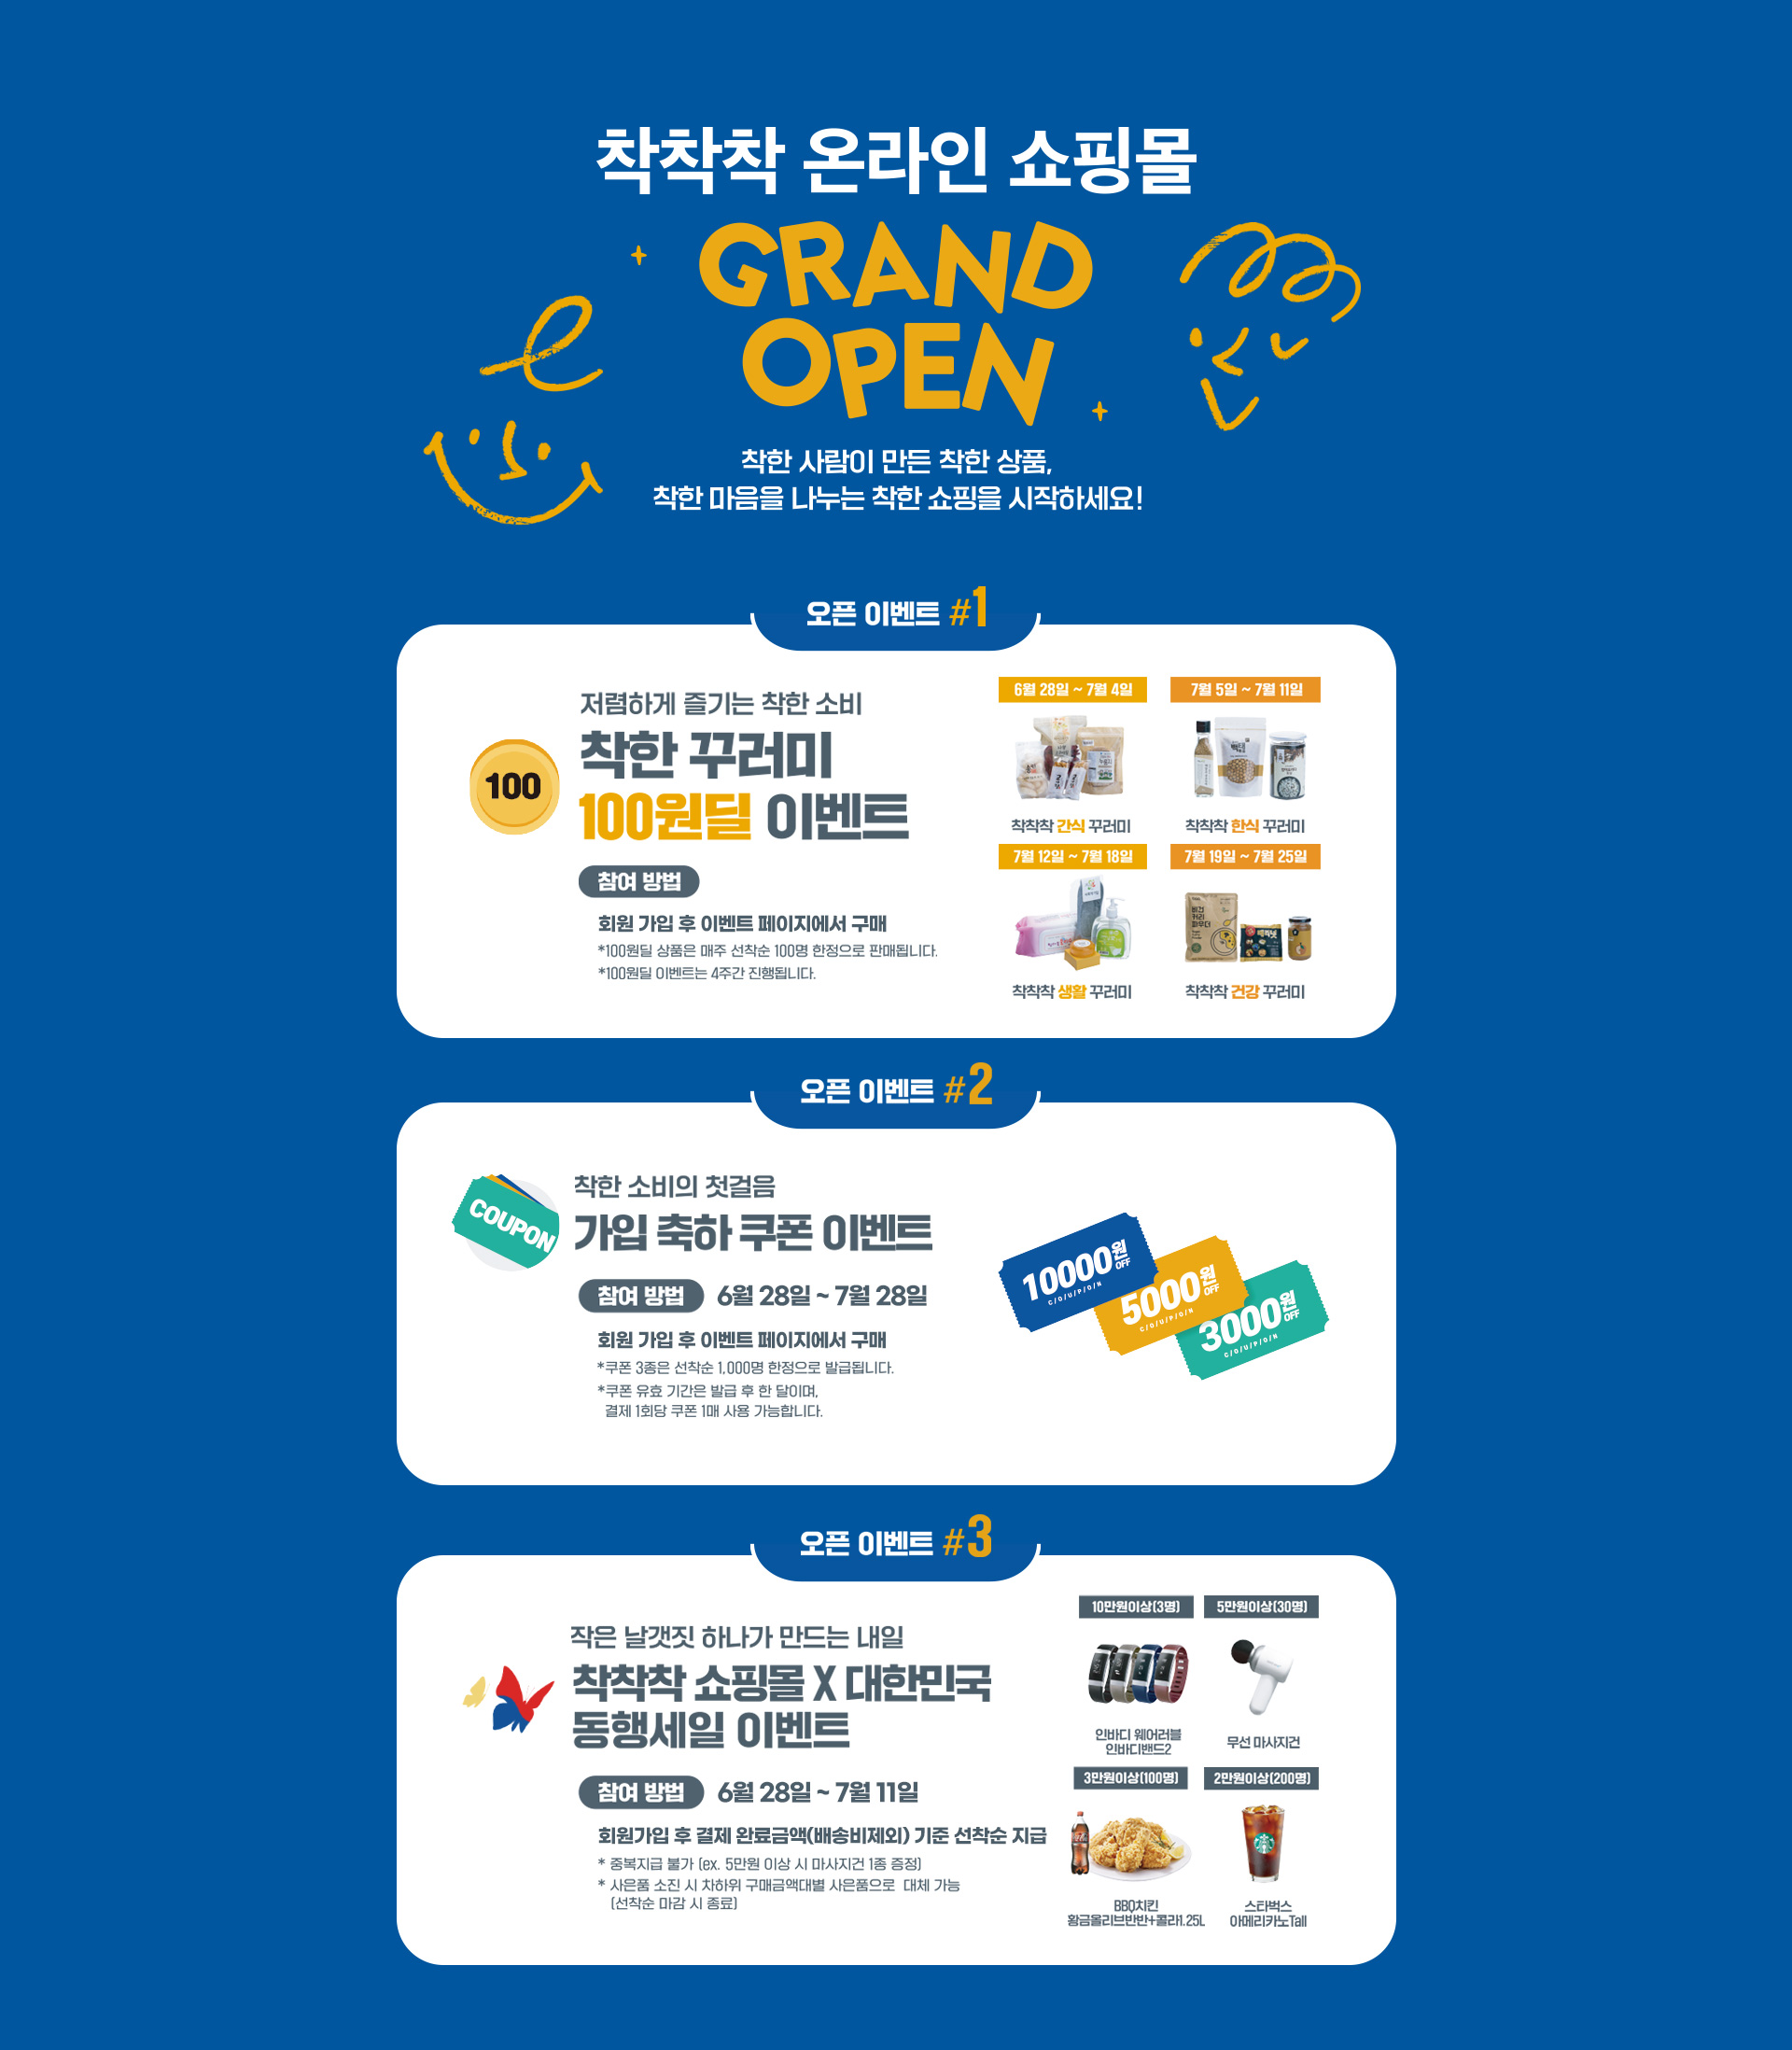 착착착 온라인 쇼핑몰
GRAND
OPEN
착한 사람이 만든 착한 상품,
착한 마음을 나누는 착한 쇼핑을 시작하세요!
오픈 이벤트 #1
100
저렴하게 즐기는 착한 소비
착한 꾸러미
100원딜 이벤트
참여 방법
회원 가입 후 이벤트 페이지에서 구매
*100원딜 상품은 매주 선착순 100명 한정으로 판매됩니다.
*100원딜 이벤트는 4주간 진행됩니다.
6월 28일 ~ 7월 4일
착착착 간식 꾸러미
7월 5일 ~ 7월 11일
백태
착착착 한식 꾸러미
7월 12일 ~ 7월 18일
착착착 생활 꾸러미
7월 19일 ~ 7월 25일
비건
커리
파우더
착착착 건강 꾸러미
오픈 이벤트 #2
COUPON
착한 소비의 첫걸음
가입 축하 쿠폰 이벤트
참여 방법 6월 28일 ~ 7월 28일
회원 가입 후 이벤트 페이지에서 구매
*쿠폰 3종은 선착순 1,000명 한정으로 발급됩니다.
*쿠폰 유효 기간은 발급 후 한 달이며,
결제 1회당 쿠폰 1매 사용 가능합니다.
10000원 OFF
C/O/U/P/O/N
5000원 OFF
C/O/U/P/O/N
3000원 OFF
C/O/U/P/O/N
오픈 이벤트 #3
작은 날갯짓 하나가 만드는 내일
착착착 쇼핑몰 X 대한민국
동행세일 이벤트
참여 방법 6월 28일 ~ 7월 11일
회원가입 후 결제 완료금액(배송비제외) 기준 선착순 지급
* 중복지급 불가 (ex. 5만원 이상 시 마사지건 1종 증정)
* 사은품 소진 시 차하위 구매금액대별 사은품으로 대체 가능
(선착순 마감 시 종료)
10만원이상(3명)
인바디 웨어러블
인바디밴드2
5만원이상(30명)
무선 마사지건
3만원이상(100명)
BBQ치킨
황금올리브반반+콜라1.25L
2만원이상(200명)
스타벅스
아메리카노Tall